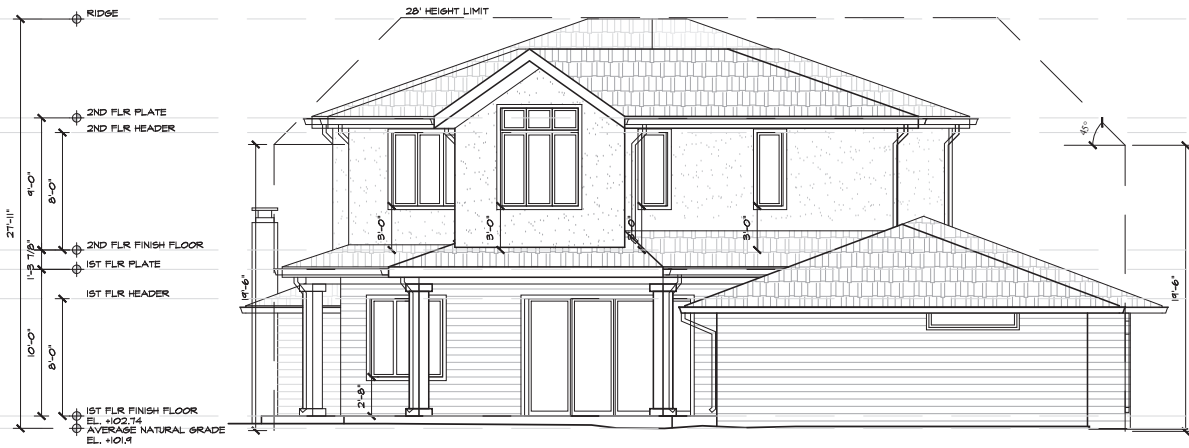 RIDGE
28' HEIGHT LIMIT
2ND FLR PLATE
2ND FLR HEADER
45°
9'-0"
8'-0"
27'-11"
3'-0"
3'-0"
3'-0"
3'-0"
2ND FLR FINISH FLOOR
1'-3 7/8"
1ST FLR PLATE
19'-6"
19'-6"
1ST FLR HEADER
10'-0"
8'-0"
2'-8"
1ST FLR FINISH FLOOR
EL. +102.74
AVERAGE NATURAL GRADE
EL. +101.9